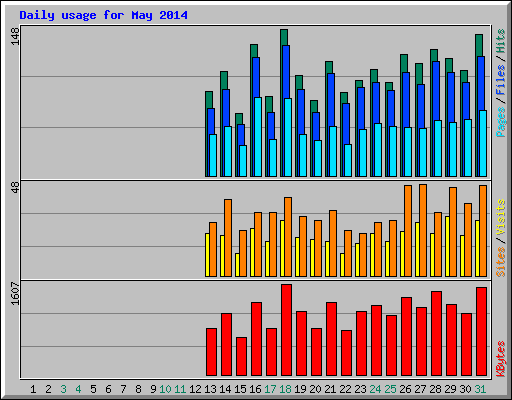 Daily usage for May 2014
148
Pages / Files / Hits
48
Sites / Visits
1607
KBytes
1 2 3 4 5 6 7 8 9 10 11 12 13 14 15 16 17 18 19 20 21 22 23 24 25 26 27 28 29 30 31